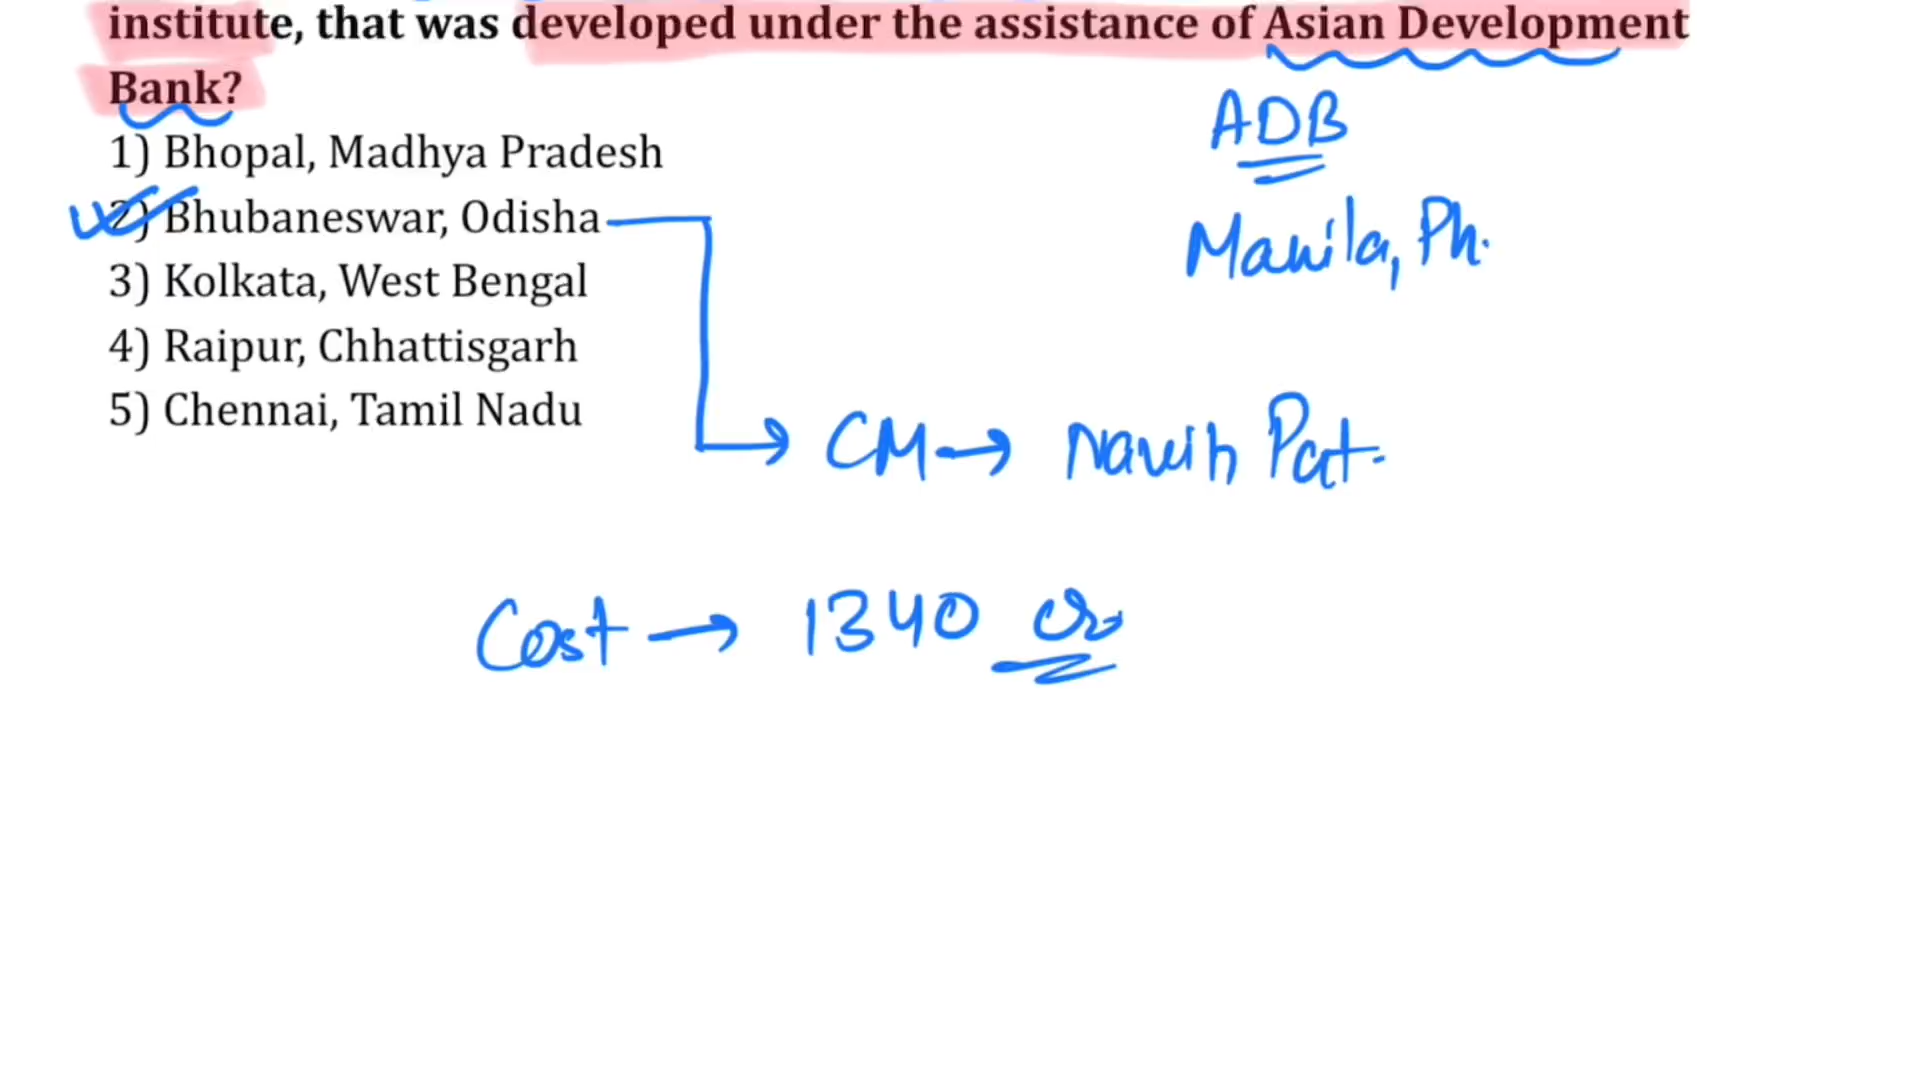 institute, that was developed under the assistance of Asian Development
Bank?
ADB
1) Bhopal, Madhya Pradesh
2) Bhubaneswar, Odisha
Manila, Ph.
3) Kolkata, West Bengal
4) Raipur, Chhattisgarh
5) Chennai, Tamil Nadu
CM → Navin Pat.
Cost → 1340 cr